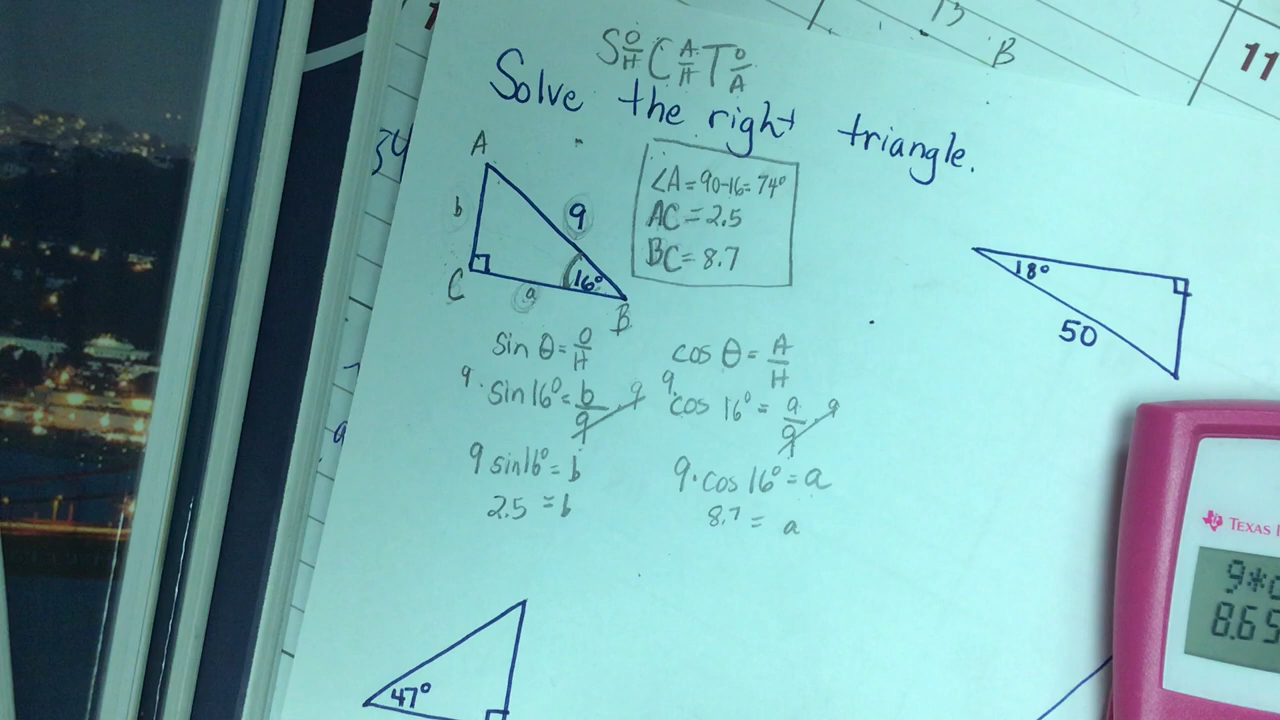 13
B
11
S O/H C A/H T O/A
Solve the right triangle.
34
A
b
9
C
16°
a
B
∠A=90-16=74°
AC=2.5
BC=8.7
18°
50
sin θ = O/H
9· sin 16° = b/9 · 9
9 sin 16° = b
2.5 ≈ b
cos θ = A/H
9· cos 16° = a/9 · 9
9·cos 16° = a
8.7 = a
TEXAS I
9*c
8.65
47°